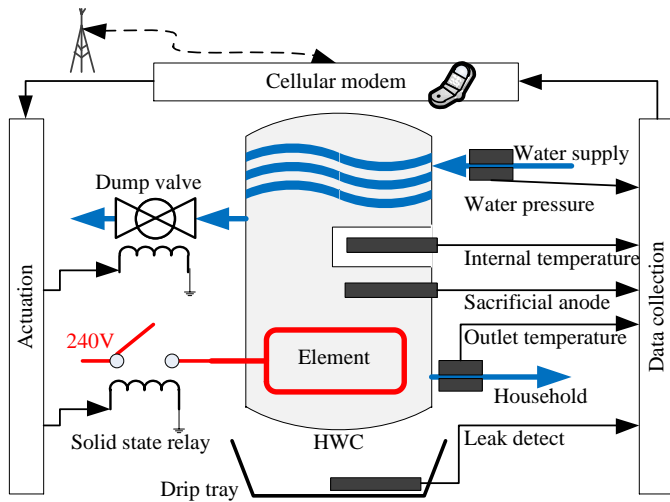 Cellular modem
Water supply
Dump valve
Water pressure
Internal temperature
Sacrificial anode
Outlet temperature
Actuation
Data collection
240V
Element
Household
Solid state relay
HWC
Leak detect
Drip tray